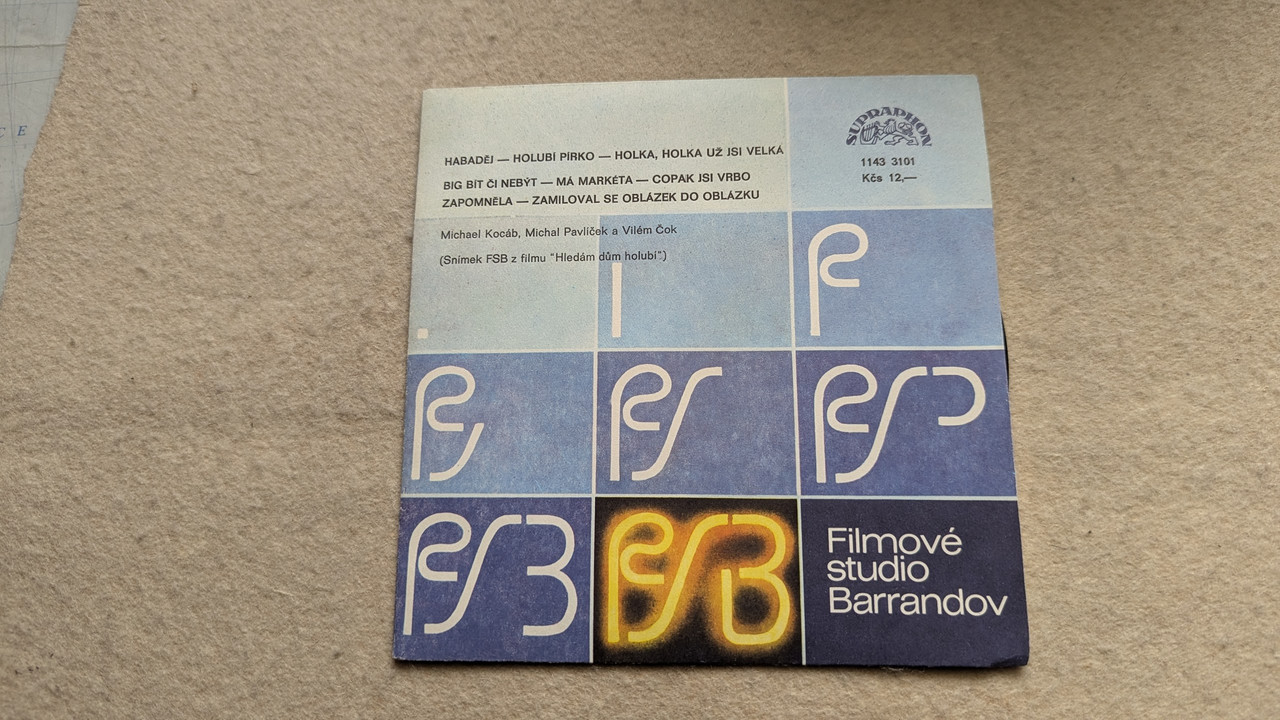 C E
HABADĚJ — HOLUBÍ PÍRKO — HOLKA, HOLKA UŽ JSI VELKÁ
BIG BÍT ČI NEBÝT — MÁ MARKÉTA — COPAK JSI VRBO
ZAPOMNĚLA — ZAMILOVAL SE OBLÁZEK DO OBLÁZKU
Michael Kocáb, Michal Pavlíček a Vilém Čok
(Snímek FSB z filmu "Hledám dům holubí")
SUPRAPHON
1143 3101
Kčs 12,—
FSB
Filmové
studio
Barrandov